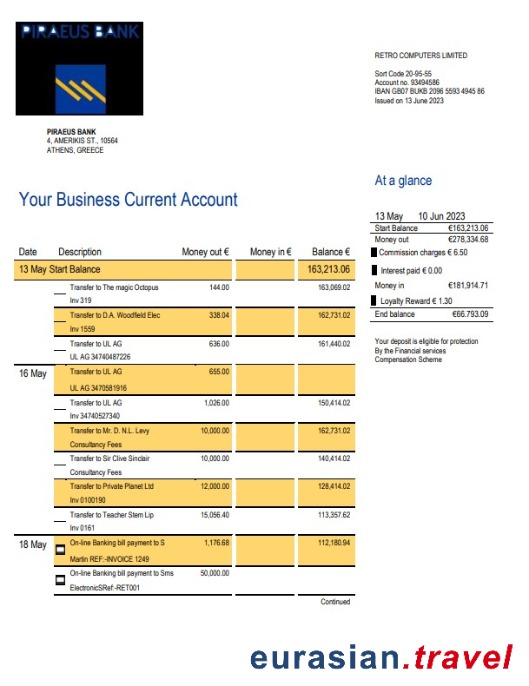 PIRAEUS BANK
RETRO COMPUTERS LIMITED
Sort Code 20-95-55
Account no. 93494586
IBAN GB07 BUKB 2096 5593 4945 86
Issued on 13 June 2023
PIRAEUS BANK
4, AMERIKIS ST., 10564
ATHENS, GREECE
At a glance
Your Business Current Account
13 May 10 Jun 2023
Start Balance €163,213.06
Money out €278,334.68
Commission charges € 6.50
Interest paid € 0.00
Money in €181,914.71
Loyalty Reward € 1.30
End balance €66.793.09
Your deposit is eligible for protection
By the Financial services
Compensation Scheme
Date Description Money out € Money in € Balance €
13 May Start Balance 163,213.06
Transfer to The magic Octopus 144.00 163,069.02
Inv 319
Transfer to D.A. Woodfield Elec 338.04 162,731.02
Inv 1559
Transfer to UL AG 636.00 161,440.02
UL AG 34740487226
16 May Transfer to UL AG 655.00
UL AG 3470581916
Transfer to UL AG 1,026.00 150,414.02
Inv 34740527340
Transfer to Mr. D. N.L. Levy 10,000.00 162,731.02
Consultancy Fees
Transfer to Sir Clive Sinclair 10,000.00 140,414.02
Consultancy Fees
Transfer to Private Planet Ltd 12,000.00 128,414.02
Inv 0100190
Transfer to Teacher Stem Lip 15,056.40 113,357.62
Inv 0161
18 May On-line Banking bill payment to S 1,176.68 112,180.94
Martin REF:-INVOICE 1249
On-line Banking bill payment to Sms 50,000.00
ElectronicSRef:-RET001
Continued
eurasian.travel